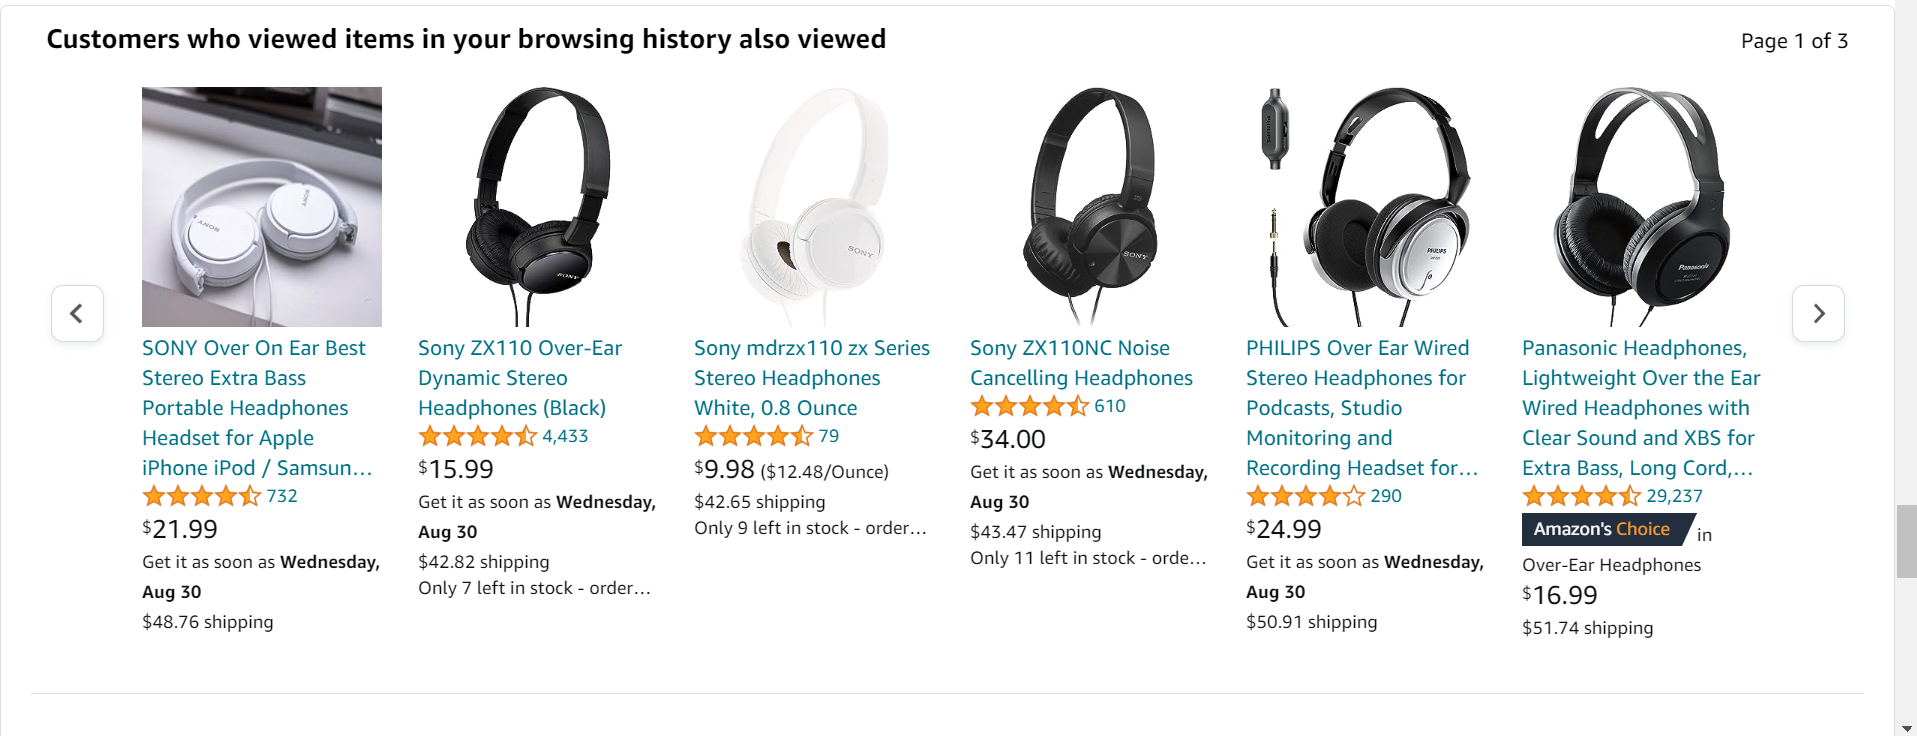 Customers who viewed items in your browsing history also viewed
Page 1 of 3
SONY
SONY
SONY Over On Ear Best
Stereo Extra Bass
Portable Headphones
Headset for Apple
iPhone iPod / Samsun...
732
$21.99
Get it as soon as Wednesday,
Aug 30
$48.76 shipping
SONY
Sony ZX110 Over-Ear
Dynamic Stereo
Headphones (Black)
4,433
$15.99
Get it as soon as Wednesday,
Aug 30
$42.82 shipping
Only 7 left in stock - order...
SONY
Sony mdrzx110 zx Series
Stereo Headphones
White, 0.8 Ounce
79
$9.98 ($12.48/Ounce)
$42.65 shipping
Only 9 left in stock - order...
SONY
Sony ZX110NC Noise
Cancelling Headphones
610
$34.00
Get it as soon as Wednesday,
Aug 30
$43.47 shipping
Only 11 left in stock - orde...
PHILIPS
PHILIPS
PHILIPS Over Ear Wired
Stereo Headphones for
Podcasts, Studio
Monitoring and
Recording Headset for...
290
$24.99
Get it as soon as Wednesday,
Aug 30
$50.91 shipping
Panasonic
Panasonic Headphones,
Lightweight Over the Ear
Wired Headphones with
Clear Sound and XBS for
Extra Bass, Long Cord,...
29,237
Amazon's Choice in
Over-Ear Headphones
$16.99
$51.74 shipping